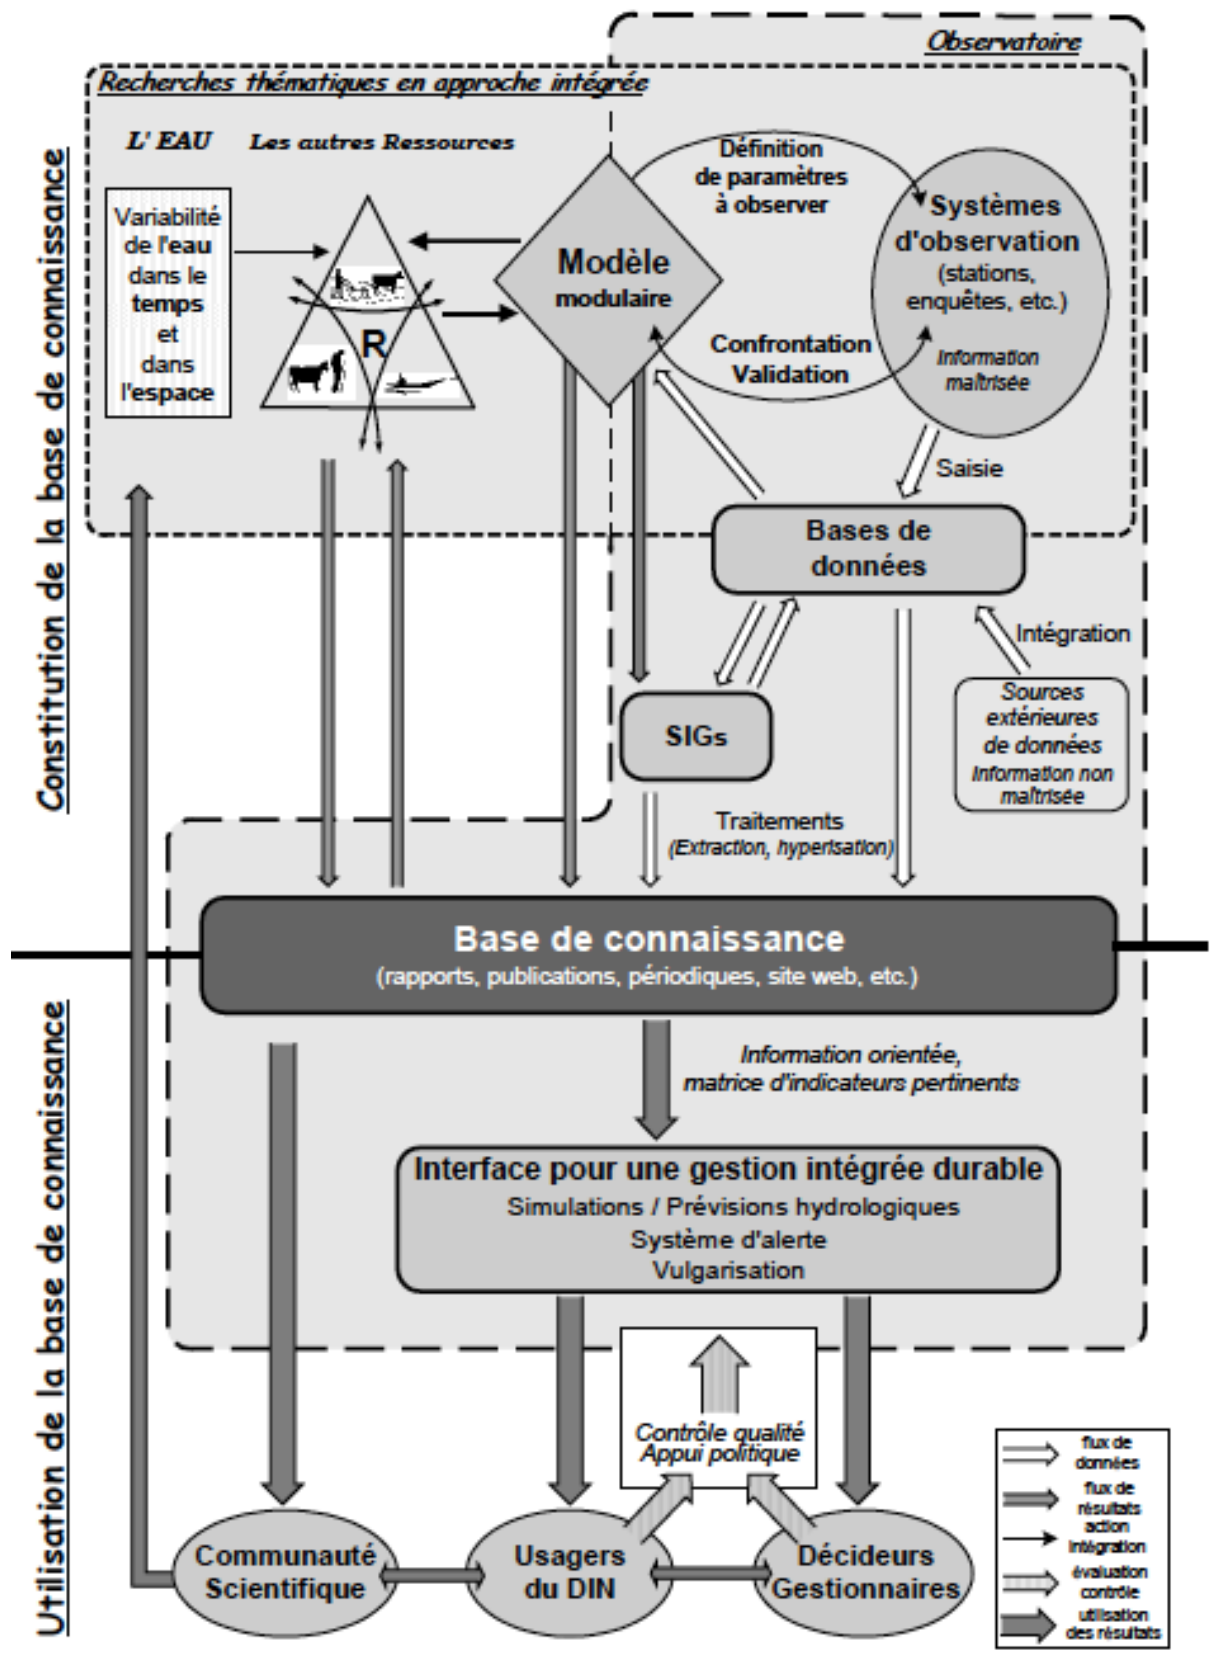 Observatoire
Recherches thématiques en approche intégrée
L' EAU
Les autres Ressources
Constitution de la base de connaissance
Variabilité
de l'eau
dans le
temps
et
dans
l'espace
R
Modèle
modulaire
Définition
de paramètres
à observer
Systèmes
d'observation
(stations,
enquêtes, etc.)
Information
maîtrisée
Confrontation
Validation
Saisie
Bases de
données
Intégration
Sources
extérieures
de données
Information non
maîtrisée
SIGs
Traitements
(Extraction, hyperisation)
Base de connaissance
(rapports, publications, périodiques, site web, etc.)
Utilisation de la base de connaissance
Information orientée,
matrice d'indicateurs pertinents
Interface pour une gestion intégrée durable
Simulations / Prévisions hydrologiques
Système d'alerte
Vulgarisation
Contrôle qualité
Appui politique
Communauté
Scientifique
Usagers
du DIN
Décideurs
Gestionnaires
flux de
données
flux de
résultats
action
intégration
évaluation
contrôle
utilisation
des résultats